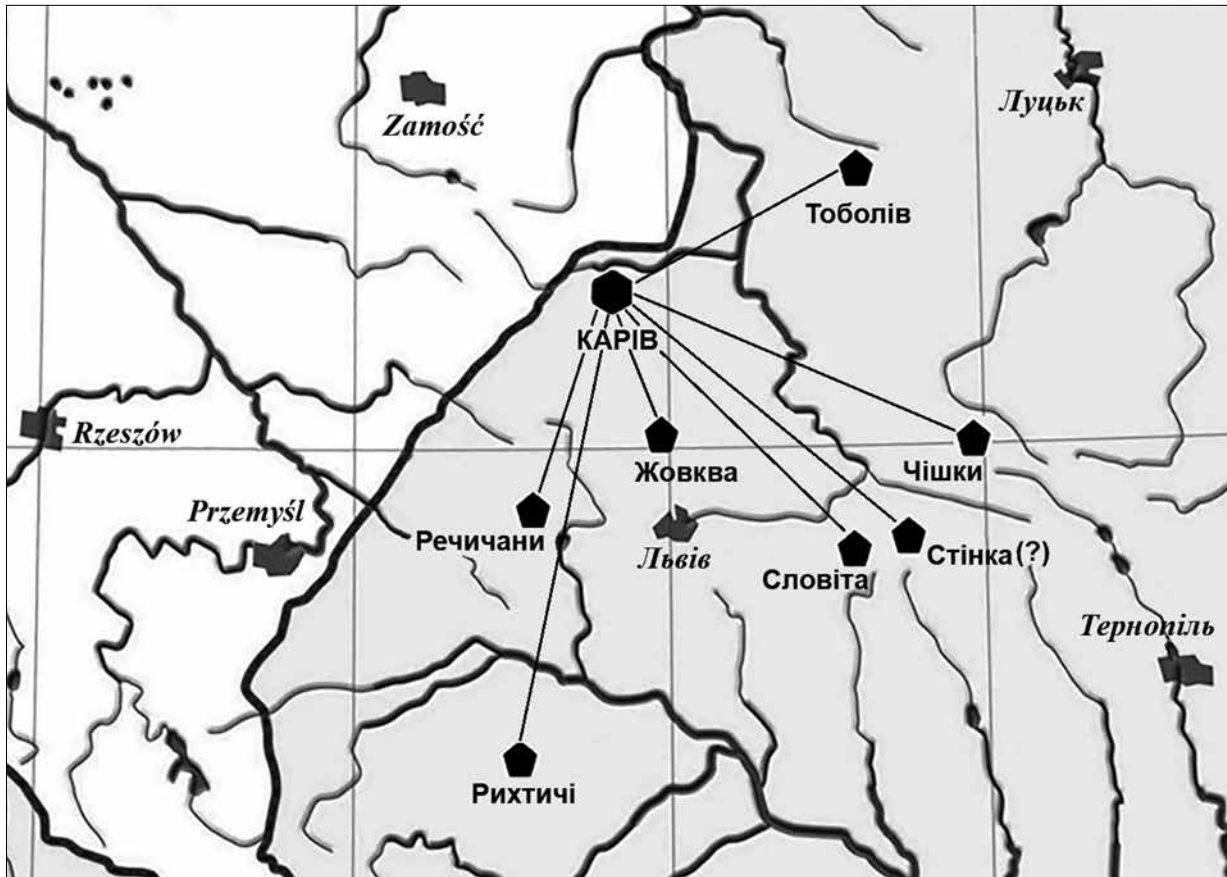 Zamość
Луцьк
Тоболів
КАРІВ
Rzeszów
Жовква
Чішки
Przemyśl
Речичани
Львів
Словіта
Стінка(?)
Тернопіль
Рихтичі